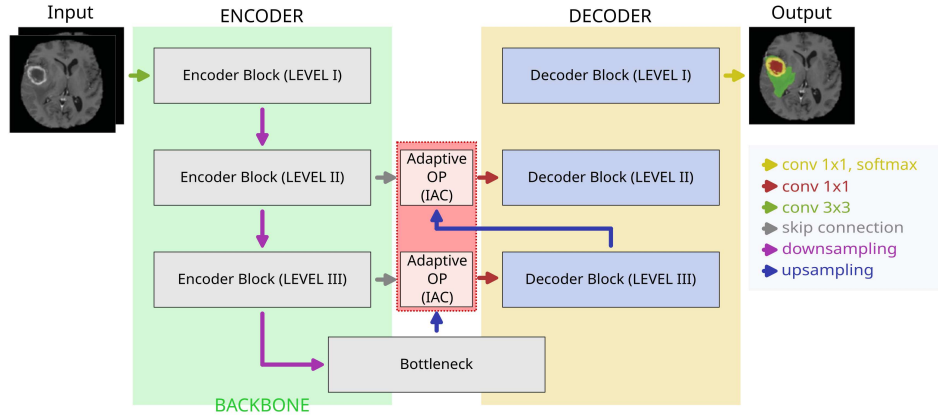 Input
ENCODER
DECODER
Output
Encoder Block (LEVEL I)
Decoder Block (LEVEL I)
Encoder Block (LEVEL II)
Adaptive
OP
(IAC)
Decoder Block (LEVEL II)
Encoder Block (LEVEL III)
Adaptive
OP
(IAC)
Decoder Block (LEVEL III)
Bottleneck
BACKBONE
conv 1x1, softmax
conv 1x1
conv 3x3
skip connection
downsampling
upsampling